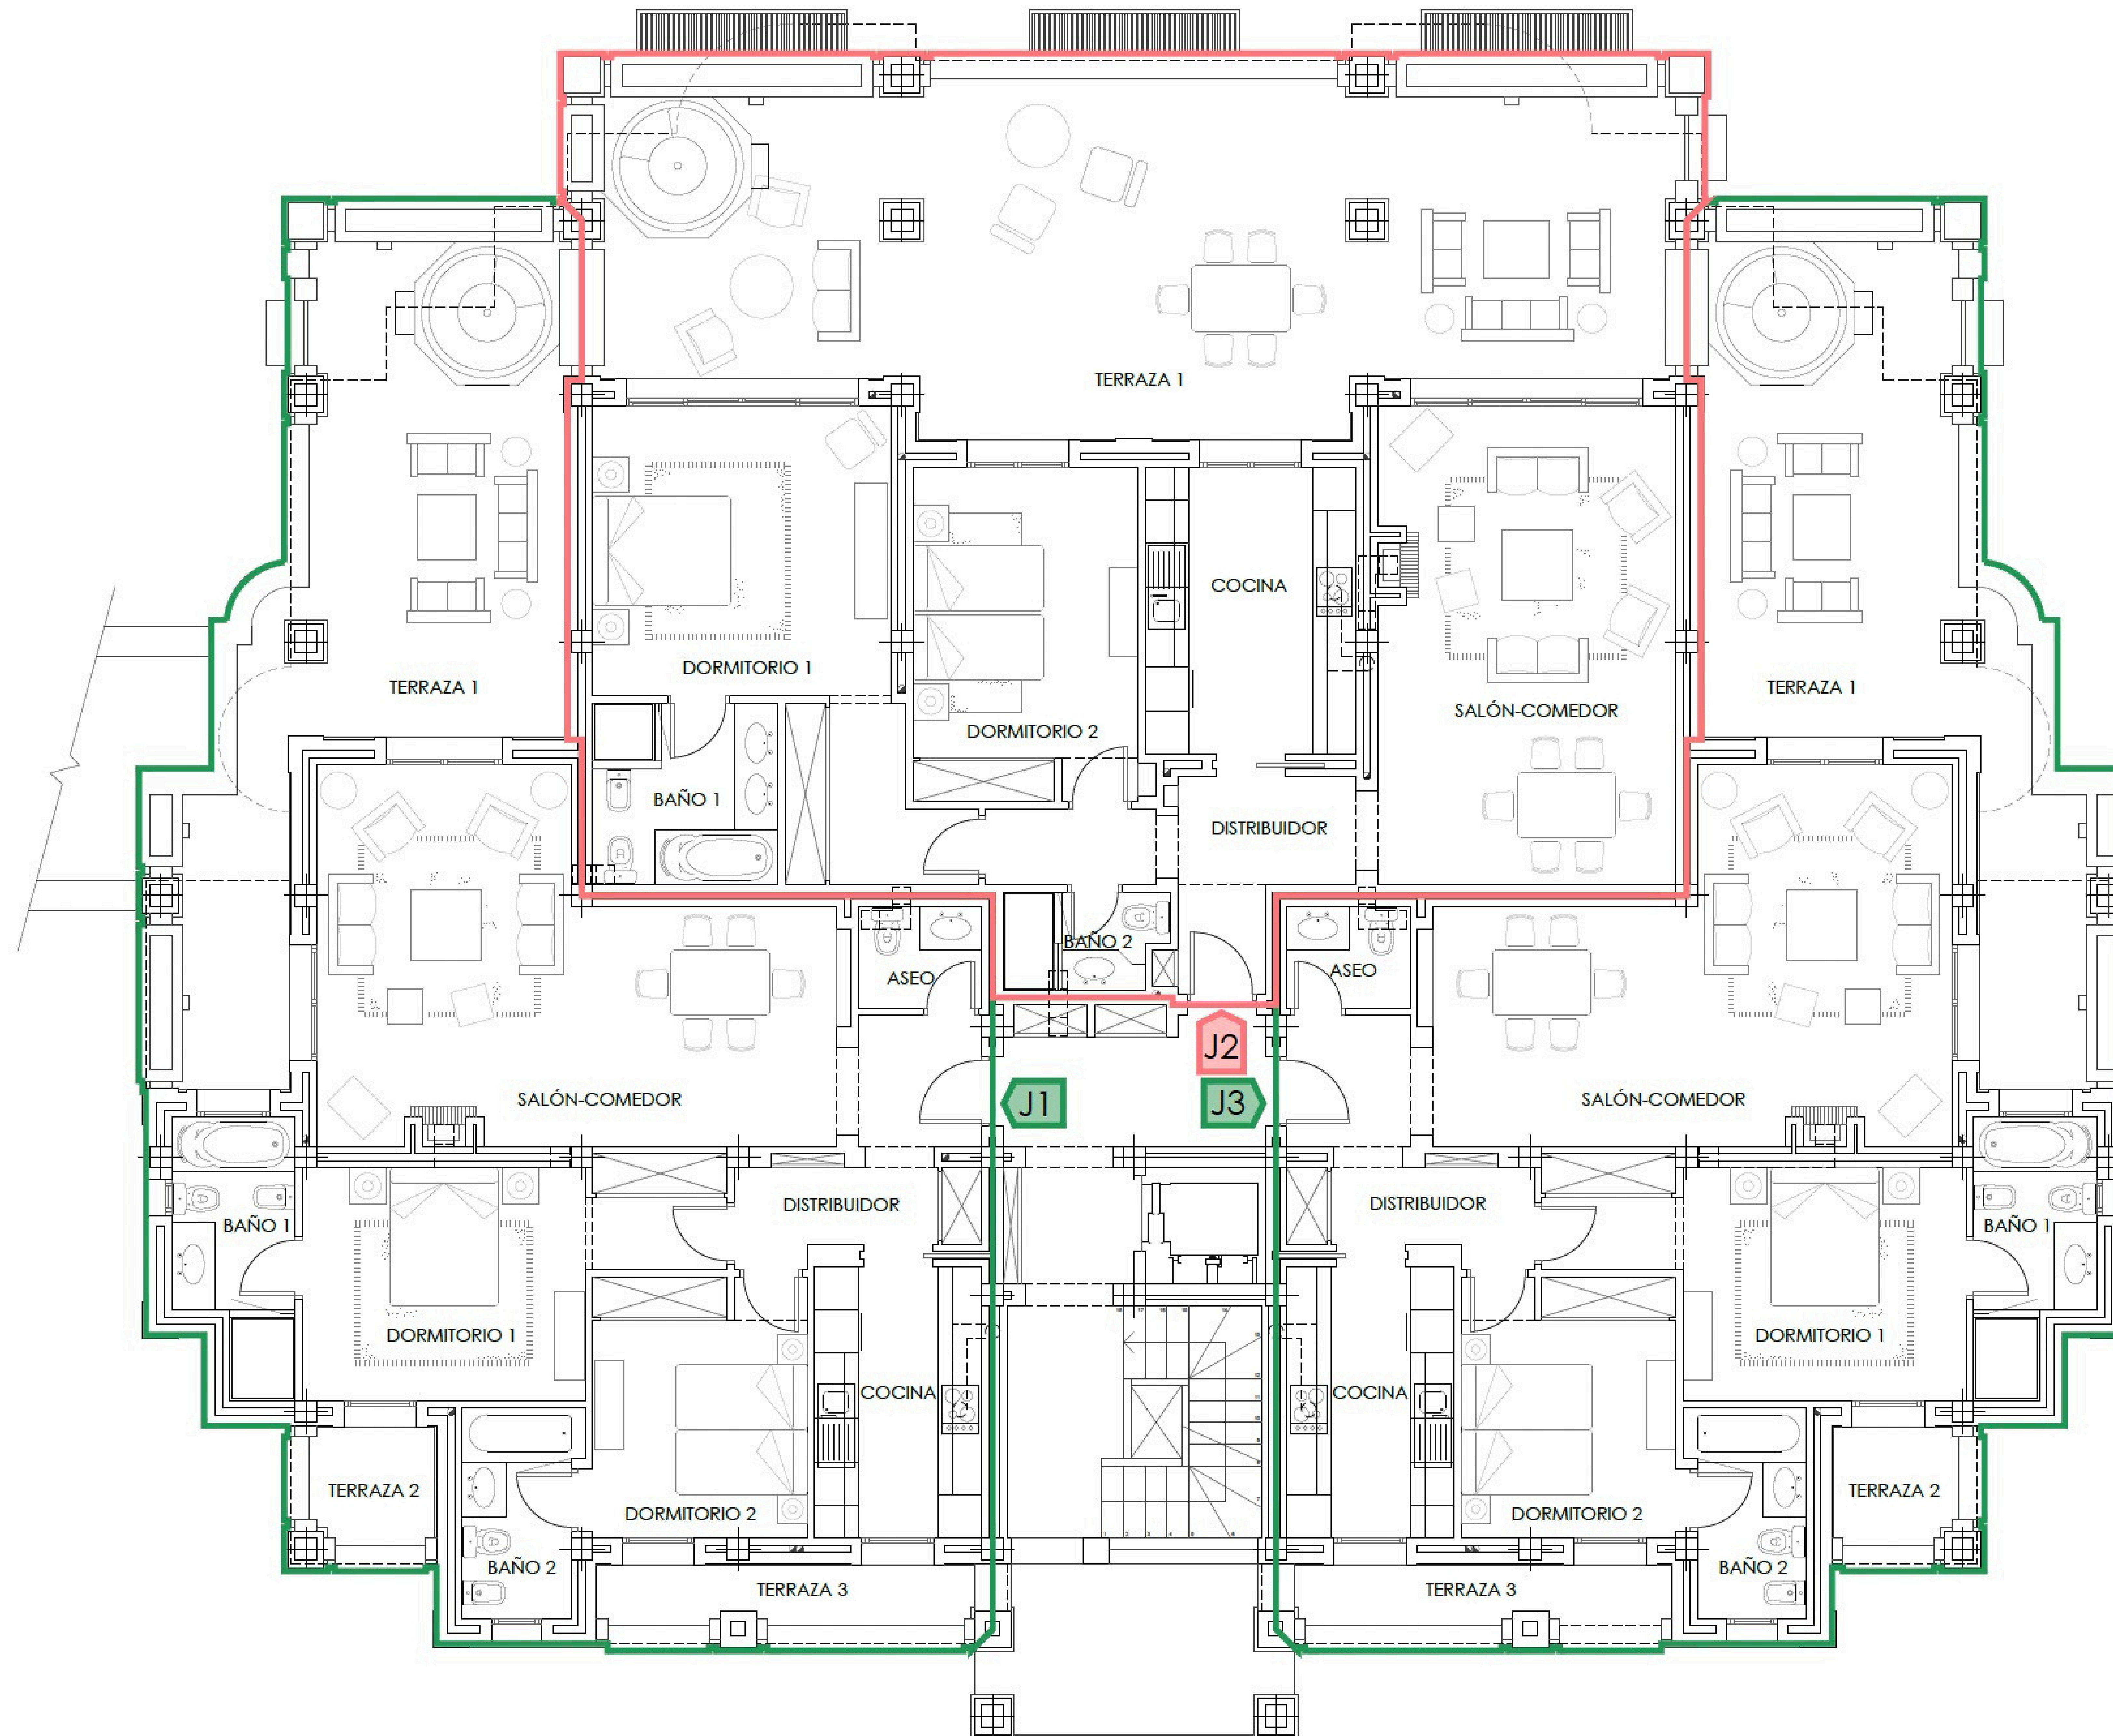 TERRAZA 1
COCINA
DORMITORIO 1
TERRAZA 1
TERRAZA 1
SALÓN-COMEDOR
DORMITORIO 2
BAÑO 1
DISTRIBUIDOR
BAÑO 2
ASEO
ASEO
J2
J1
J3
SALÓN-COMEDOR
SALÓN-COMEDOR
DISTRIBUIDOR
DISTRIBUIDOR
BAÑO 1
BAÑO 1
DORMITORIO 1
DORMITORIO 1
COCINA
COCINA
TERRAZA 2
TERRAZA 2
DORMITORIO 2
DORMITORIO 2
BAÑO 2
BAÑO 2
TERRAZA 3
TERRAZA 3